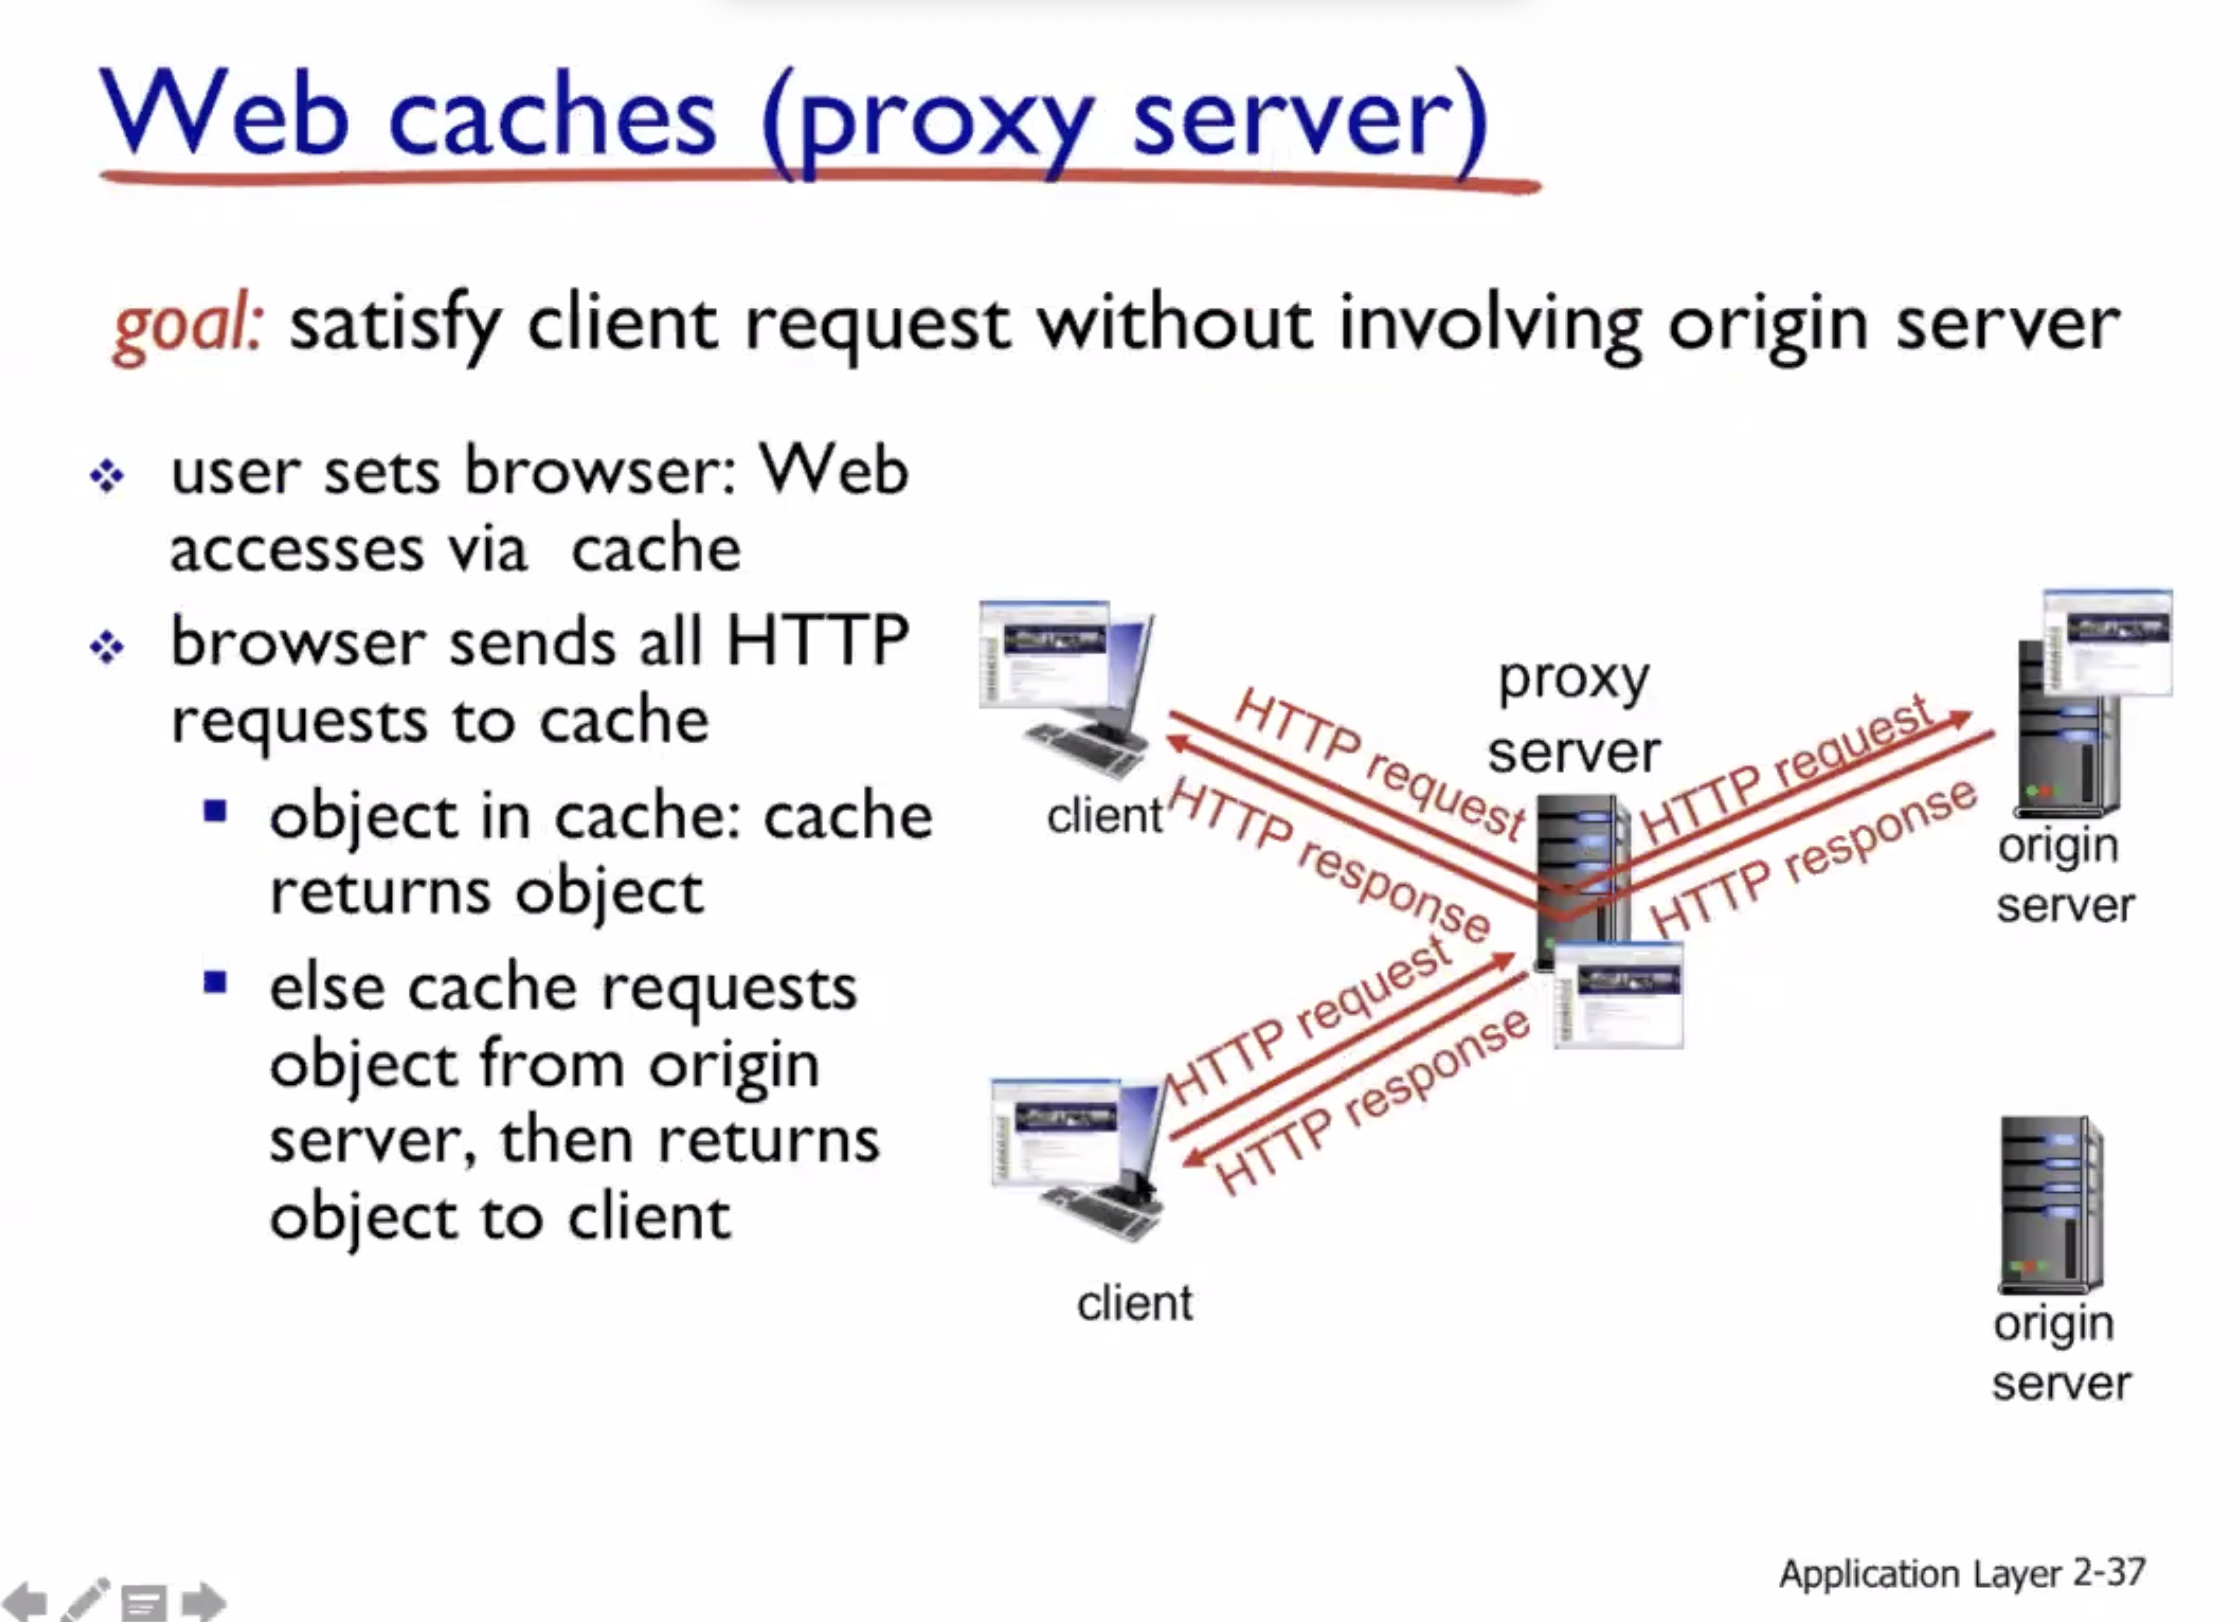 Web caches (proxy server)
goal: satisfy client request without involving origin server
❖ user sets browser: Web
accesses via cache
❖ browser sends all HTTP
requests to cache
▪ object in cache: cache
returns object
▪ else cache requests
object from origin
server, then returns
object to client
proxy
server
HTTP request
HTTP response
HTTP request
HTTP response
client
origin
server
HTTP request
HTTP response
client
origin
server
Application Layer 2-37